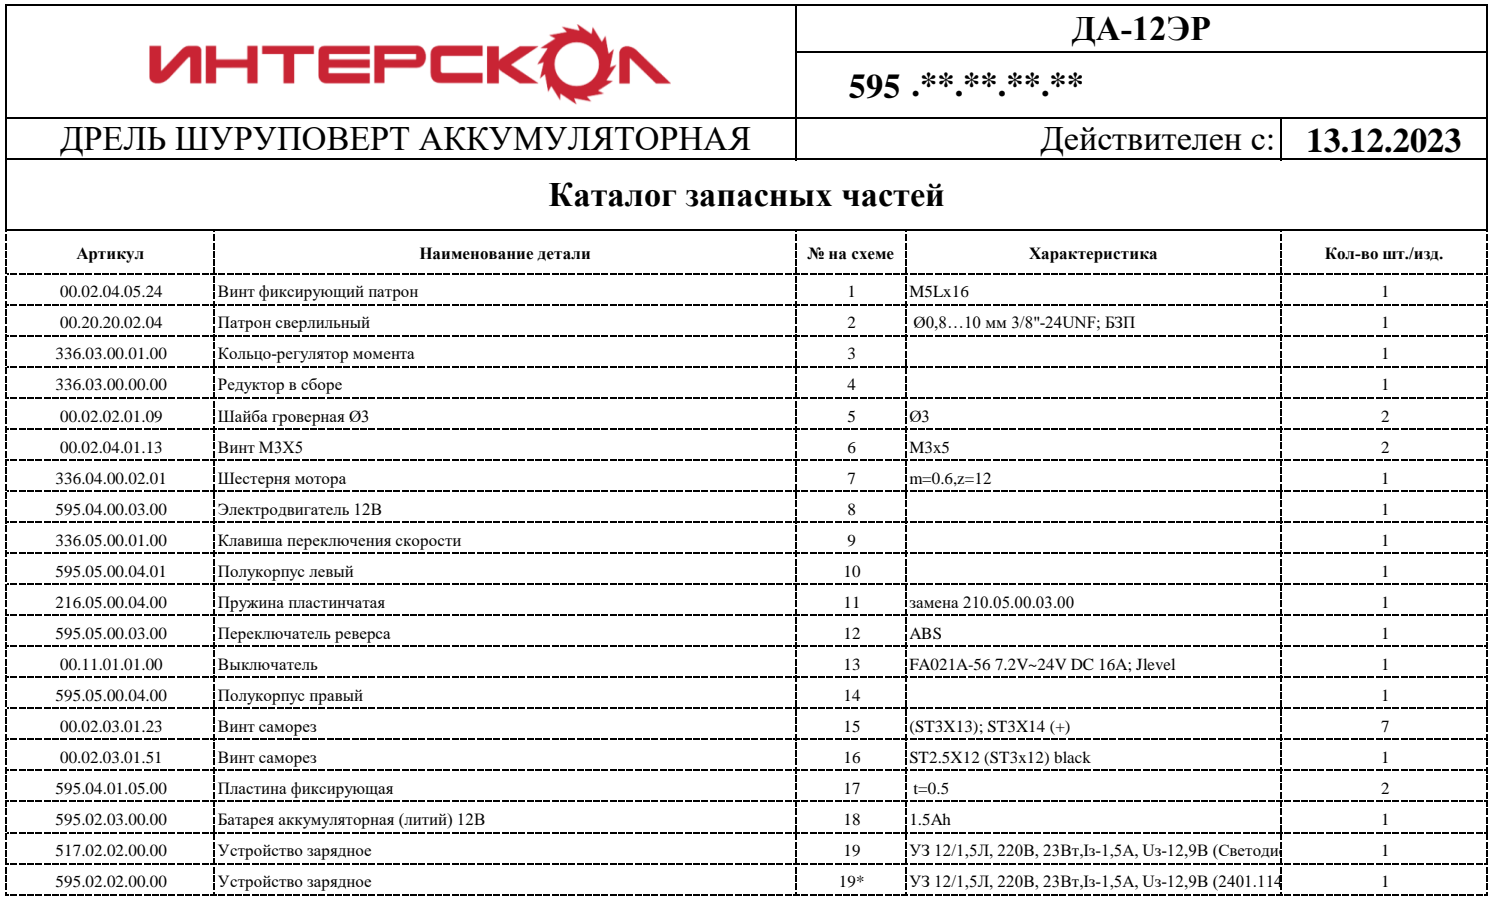 ИНТЕРСКОЛ
ДА-12ЭР
595 .**.**.**.**
ДРЕЛЬ ШУРУПОВЕРТ АККУМУЛЯТОРНАЯ Действителен с: 13.12.2023
Каталог запасных частей
Артикул Наименование детали № на схеме Характеристика Кол-во шт./изд.
00.02.04.05.24 Винт фиксирующий патрон 1 M5Lx16 1
00.20.20.02.04 Патрон сверлильный 2 Ø0,8…10 мм 3/8"-24UNF; БЗП 1
336.03.00.01.00 Кольцо-регулятор момента 3 1
336.03.00.00.00 Редуктор в сборе 4 1
00.02.02.01.09 Шайба гроверная Ø3 5 Ø3 2
00.02.04.01.13 Винт М3Х5 6 М3х5 2
336.04.00.02.01 Шестерня мотора 7 m=0.6,z=12 1
595.04.00.03.00 Электродвигатель 12В 8 1
336.05.00.01.00 Клавиша переключения скорости 9 1
595.05.00.04.01 Полукорпус левый 10 1
216.05.00.04.00 Пружина пластинчатая 11 замена 210.05.00.03.00 1
595.05.00.03.00 Переключатель реверса 12 ABS 1
00.11.01.01.00 Выключатель 13 FA021A-56 7.2V~24V DC 16A; Jlevel 1
595.05.00.04.00 Полукорпус правый 14 1
00.02.03.01.23 Винт саморез 15 (ST3X13); ST3X14 (+) 7
00.02.03.01.51 Винт саморез 16 ST2.5X12 (ST3x12) black 1
595.04.01.05.00 Пластина фиксирующая 17 t=0.5 2
595.02.03.00.00 Батарея аккумуляторная (литий) 12В 18 1.5Ah 1
517.02.02.00.00 Устройство зарядное 19 УЗ 12/1,5Л, 220В, 23Вт,Iз-1,5А, Uз-12,9В (Светоди 1
595.02.02.00.00 Устройство зарядное 19* УЗ 12/1,5Л, 220В, 23Вт,Iз-1,5А, Uз-12,9В (2401.114 1